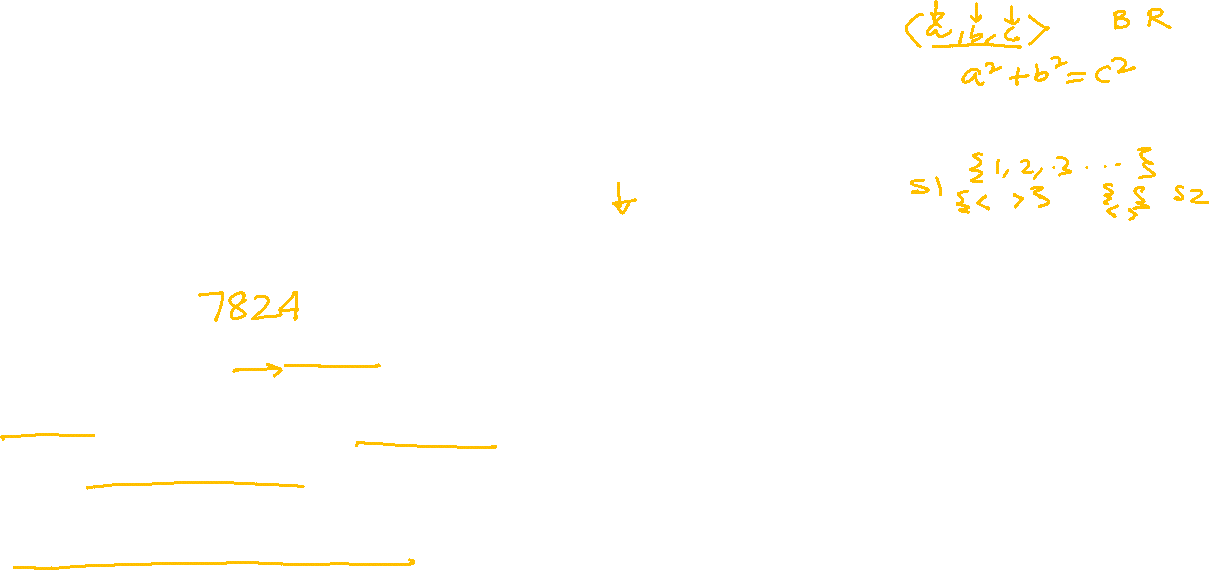 <a, b, c> B R
a² + b² = c²
{1, 2, 3 ... }
S1 {< >} { } S2
< >
7824